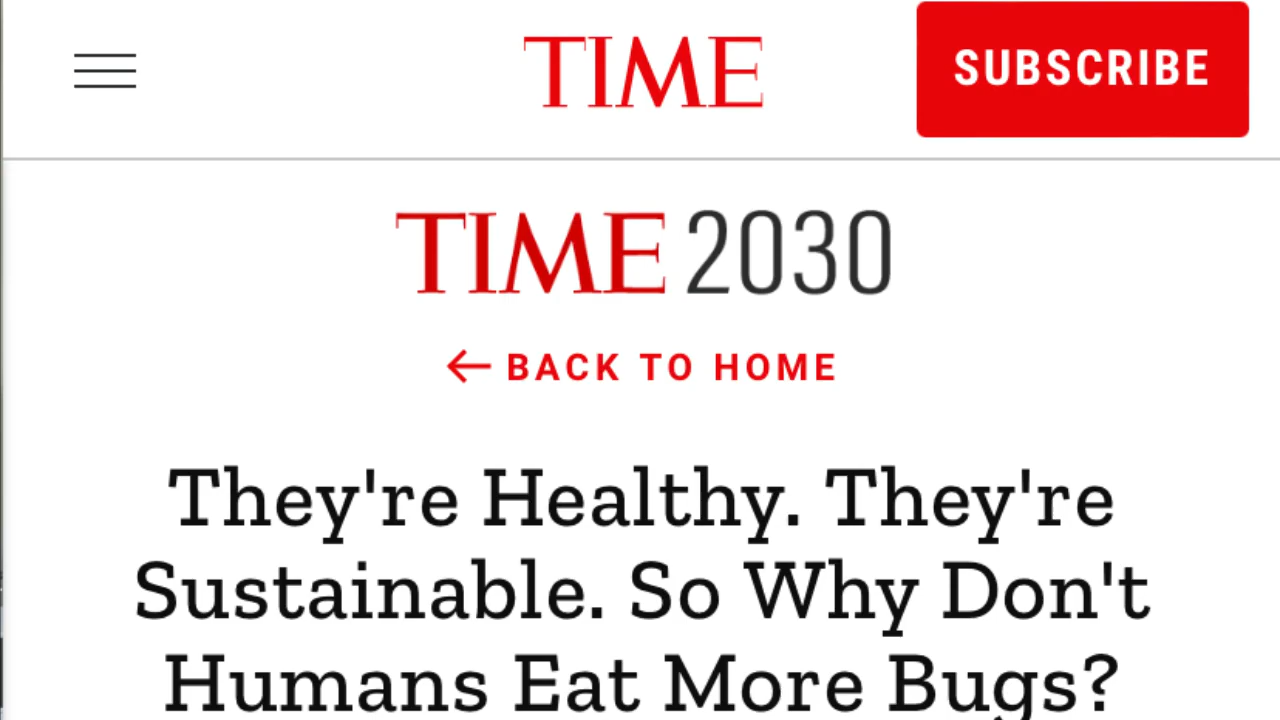 TIME
SUBSCRIBE
TIME 2030
BACK TO HOME
They're Healthy. They're
Sustainable. So Why Don't
Humans Eat More Bugs?